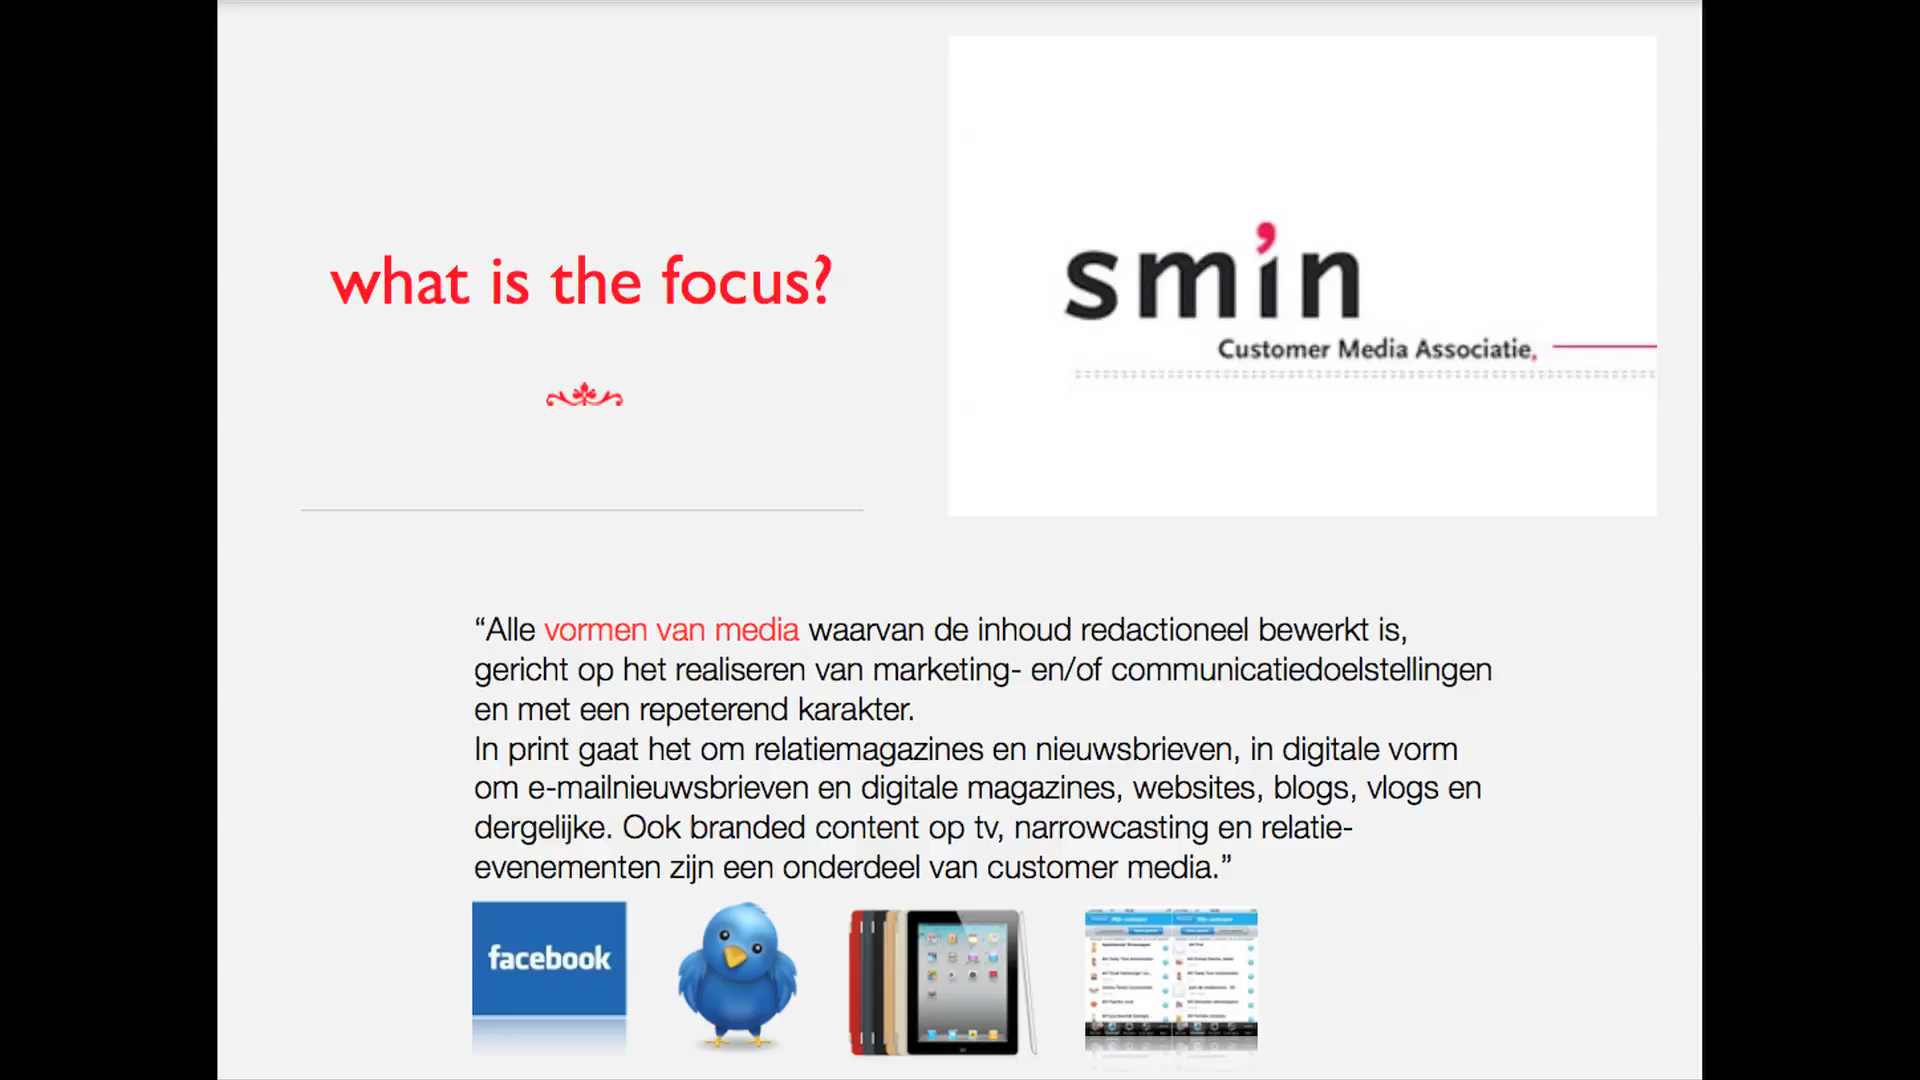 what is the focus?
smin
Customer Media Associatie,
“Alle vormen van media waarvan de inhoud redactioneel bewerkt is,
gericht op het realiseren van marketing- en/of communicatiedoelstellingen
en met een repeterend karakter.
In print gaat het om relatiemagazines en nieuwsbrieven, in digitale vorm
om e-mailnieuwsbrieven en digitale magazines, websites, blogs, vlogs en
dergelijke. Ook branded content op tv, narrowcasting en relatie-
evenementen zijn een onderdeel van customer media.”
facebook